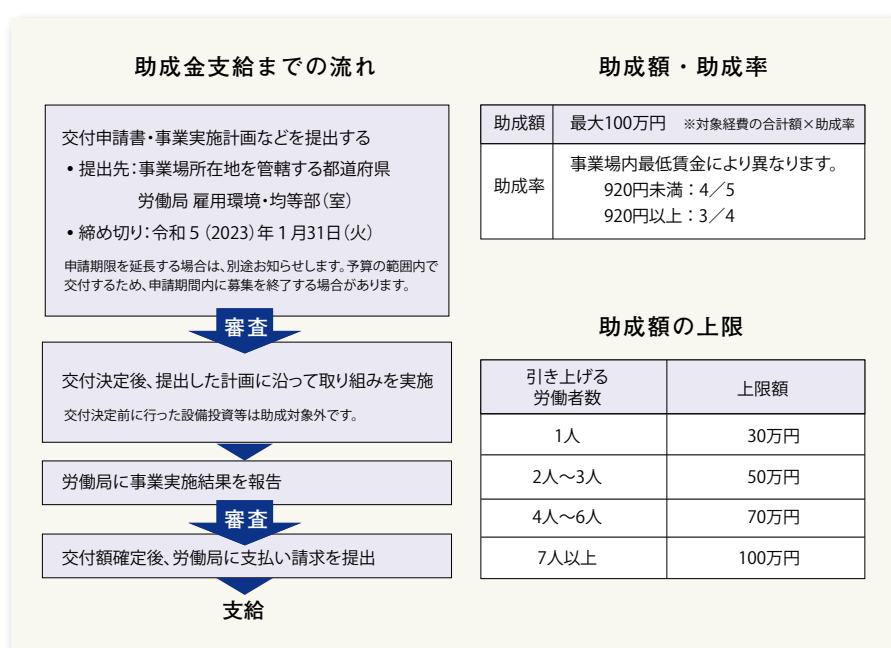 助成金支給までの流れ
交付申請書・事業実施計画などを提出する
• 提出先：事業場所在地を管轄する都道府県
労働局 雇用環境・均等部（室）
• 締め切り：令和５（2023）年１月31日（火）
申請期限を延長する場合は、別途お知らせします。予算の範囲内で
交付するため、申請期間内に募集を終了する場合があります。
審査
交付決定後、提出した計画に沿って取り組みを実施
交付決定前に行った設備投資等は助成対象外です。
労働局に事業実施結果を報告
審査
交付額確定後、労働局に支払い請求を提出
支給
助成額・助成率
助成額 最大100万円 ※対象経費の合計額×助成率
助成率 事業場内最低賃金により異なります。
920円未満：4／5
920円以上：3／4
助成額の上限
引き上げる
労働者数 上限額
1人 30万円
2人～3人 50万円
4人～6人 70万円
7人以上 100万円